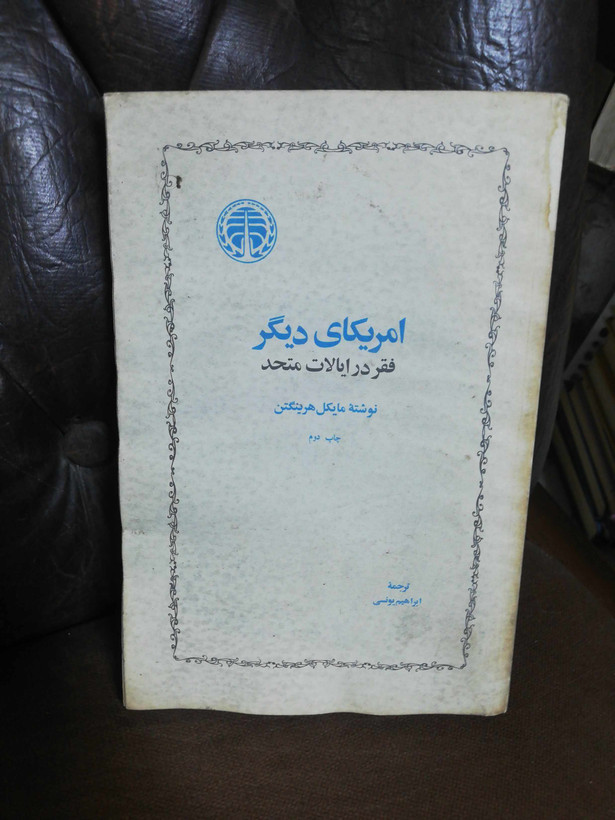 امریکای دیگر
فقر در ایالات متحد
نوشتهٔ مایکل هرینگتن
چاپ دوم
ترجمهٔ
ابراهیم یونسی